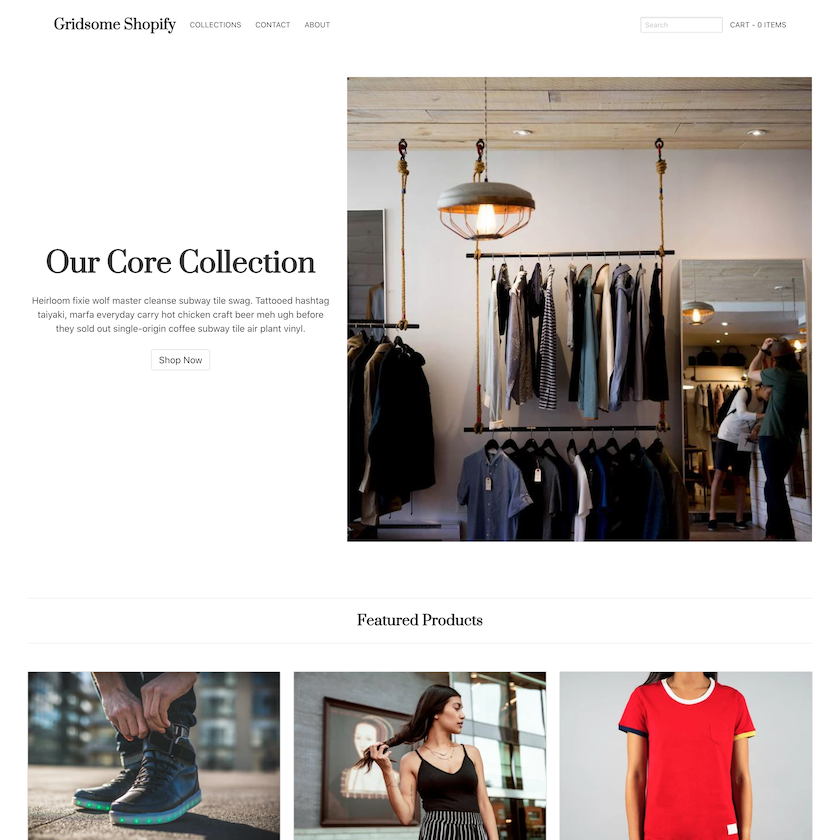 Gridsome Shopify
COLLECTIONS
CONTACT
ABOUT
Search
CART - 0 ITEMS
Our Core Collection
Heirloom fixie wolf master cleanse subway tile swag. Tattooed hashtag
taiyaki, marfa everyday carry hot chicken craft beer meh ugh before
they sold out single-origin coffee subway tile air plant vinyl.
Shop Now
Featured Products